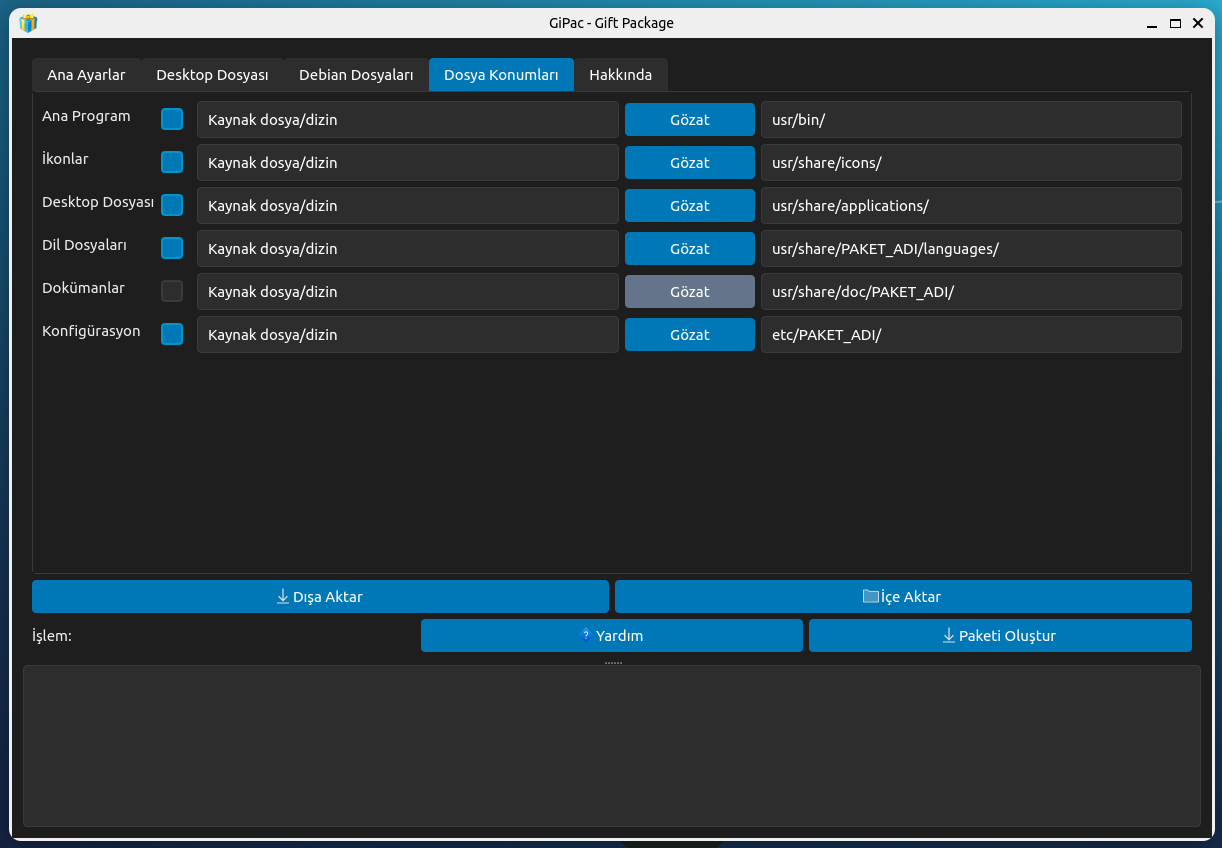 GiPac - Gift Package
Ana Ayarlar Desktop Dosyası Debian Dosyaları Dosya Konumları Hakkında
Ana Program Kaynak dosya/dizin Gözat usr/bin/
İkonlar Kaynak dosya/dizin Gözat usr/share/icons/
Desktop Dosyası Kaynak dosya/dizin Gözat usr/share/applications/
Dil Dosyaları Kaynak dosya/dizin Gözat usr/share/PAKET_ADI/languages/
Dokümanlar Kaynak dosya/dizin Gözat usr/share/doc/PAKET_ADI/
Konfigürasyon Kaynak dosya/dizin Gözat etc/PAKET_ADI/
Dışa Aktar İçe Aktar
İşlem: Yardım Paketi Oluştur